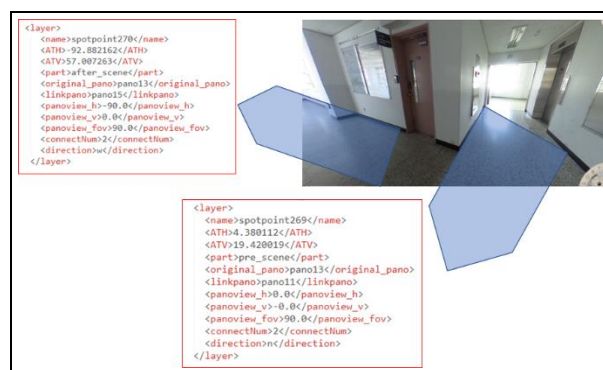 <layer>
<name>spotpoint270</name>
<ATH>-92.882162</ATH>
<ATV>57.007263</ATV>
<part>after_scene</part>
<original_pano>pano13</original_pano>
<linkpano>pano15</linkpano>
<panoview_h>-90.0</panoview_h>
<panoview_v>0.0</panoview_v>
<panoview_fov>90.0</panoview_fov>
<connectNum>2</connectNum>
<direction>w</direction>
</layer>
<layer>
<name>spotpoint269</name>
<ATH>4.380112</ATH>
<ATV>19.420019</ATV>
<part>pre_scene</part>
<original_pano>pano13</original_pano>
<linkpano>pano11</linkpano>
<panoview_h>0.0</panoview_h>
<panoview_v>-0.0</panoview_v>
<panoview_fov>90.0</panoview_fov>
<connectNum>2</connectNum>
<direction>n</direction>
</layer>